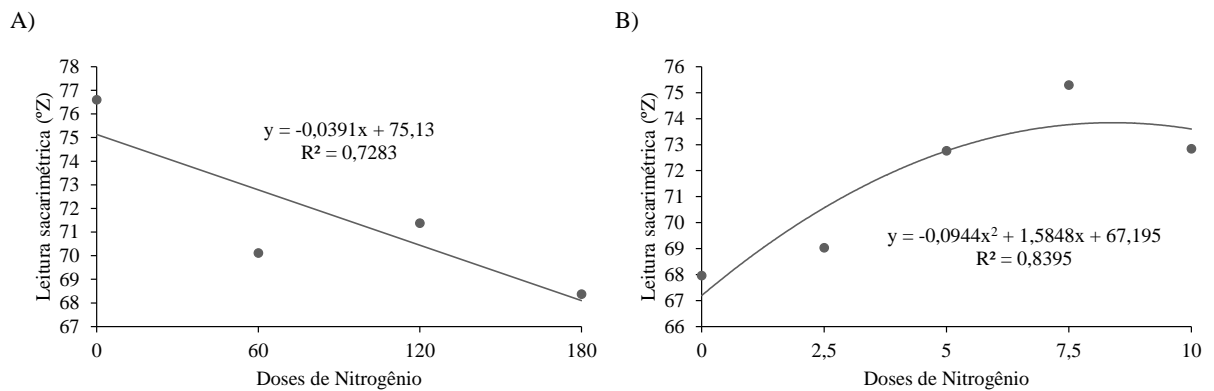 A)
Leitura sacarimétrica (ºZ)
78
77
76
75
74
73
72
71
70
69
68
67
y = -0,0391x + 75,13
R² = 0,7283
0 60 120 180
Doses de Nitrogênio
B)
Leitura sacarimétrica (ºZ)
76
75
74
73
72
71
70
69
68
67
66
y = -0,0944x² + 1,5848x + 67,195
R² = 0,8395
0 2,5 5 7,5 10
Doses de Nitrogênio